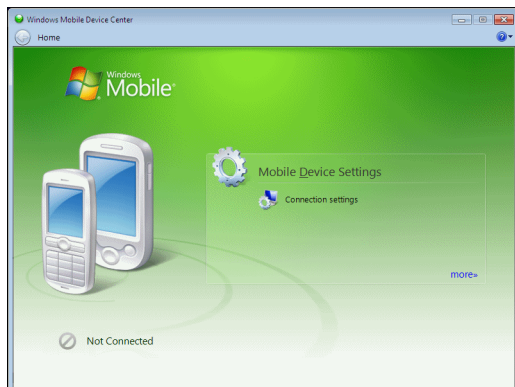 Windows Mobile Device Center
Home
Windows
Mobile®
Mobile Device Settings
Connection settings
more»
Not Connected